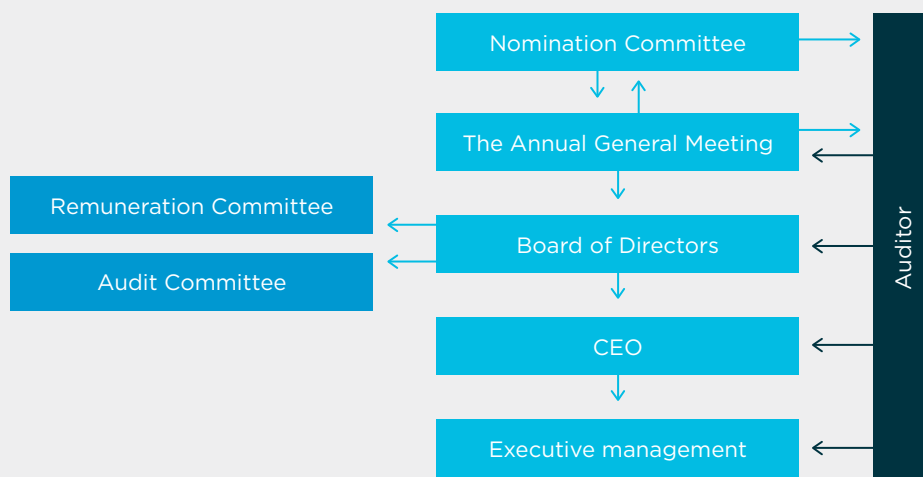 Nomination Committee
The Annual General Meeting
Remuneration Committee
Board of Directors
Audit Committee
CEO
Executive management
Auditor